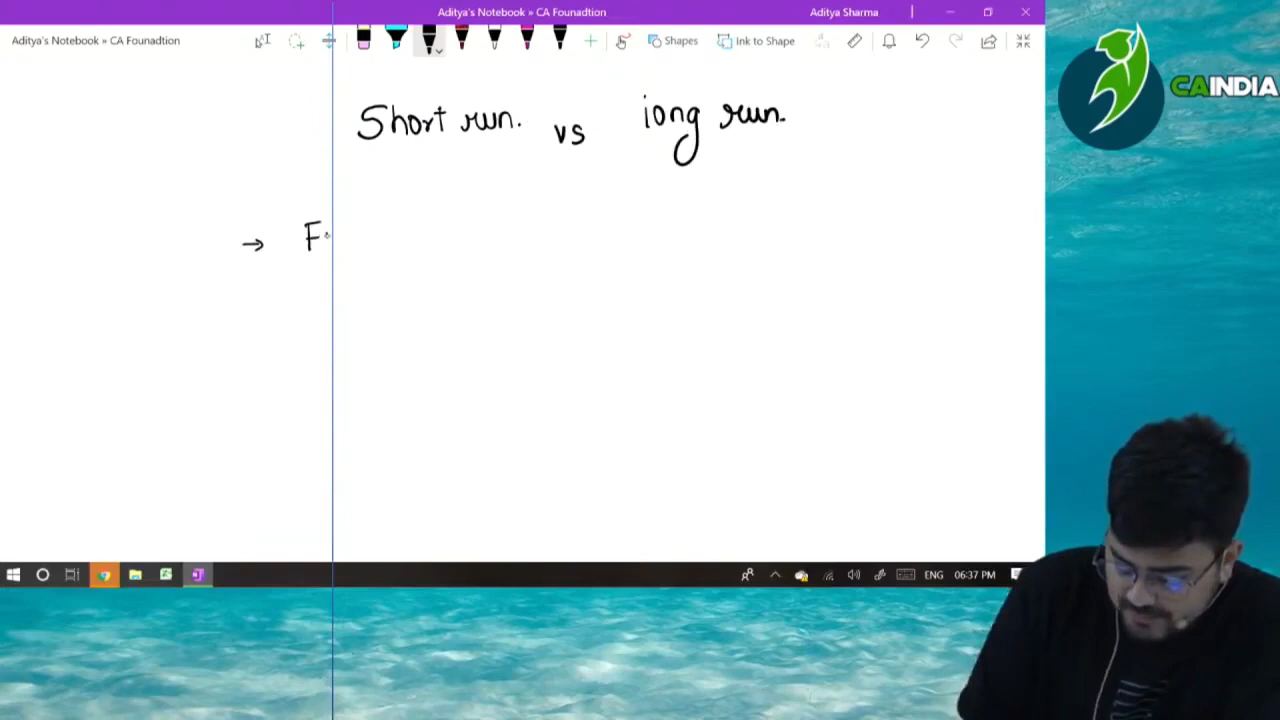 Aditya's Notebook » CA Founadtion
Aditya Sharma
Aditya's Notebook » CA Founadtion
Shapes
Ink to Shape
CAINDIA
Short run. vs long run.
→ F
ENG
06:37 PM